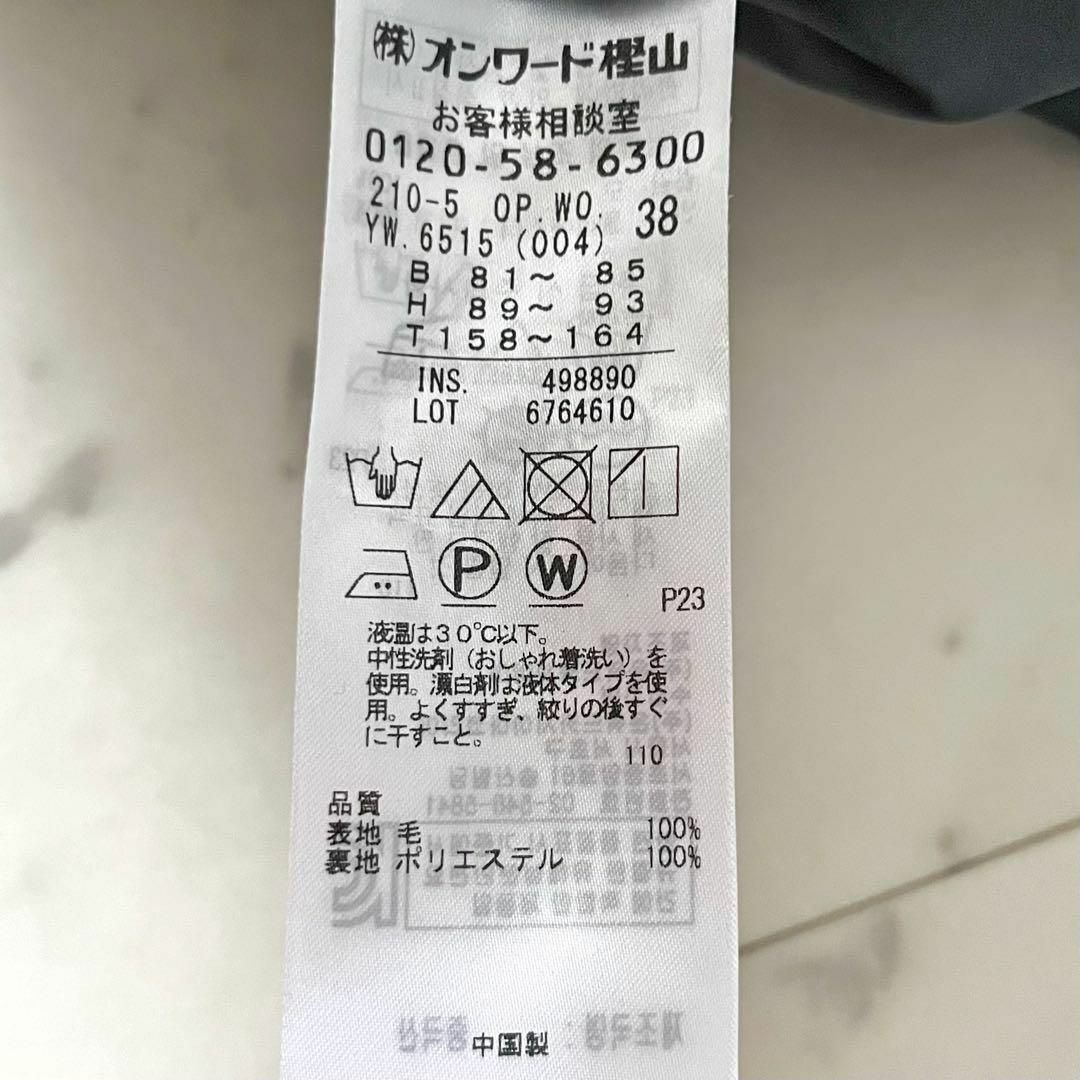 (株)オンワード樫山
お客様相談室
0120-58-6300
210-5 OP.WO. 38
YW.6515 (004)
B 81~ 85
H 89~ 93
T158~164
INS. 498890
LOT 6764610
P W
P23
液温は30℃以下。
中性洗剤（おしゃれ着洗い）を
使用。漂白剤は液体タイプを使
用。よくすすぎ、絞りの後すぐ
に干すこと。
110
品質
表地 毛 100%
裏地 ポリエステル 100%
中国製